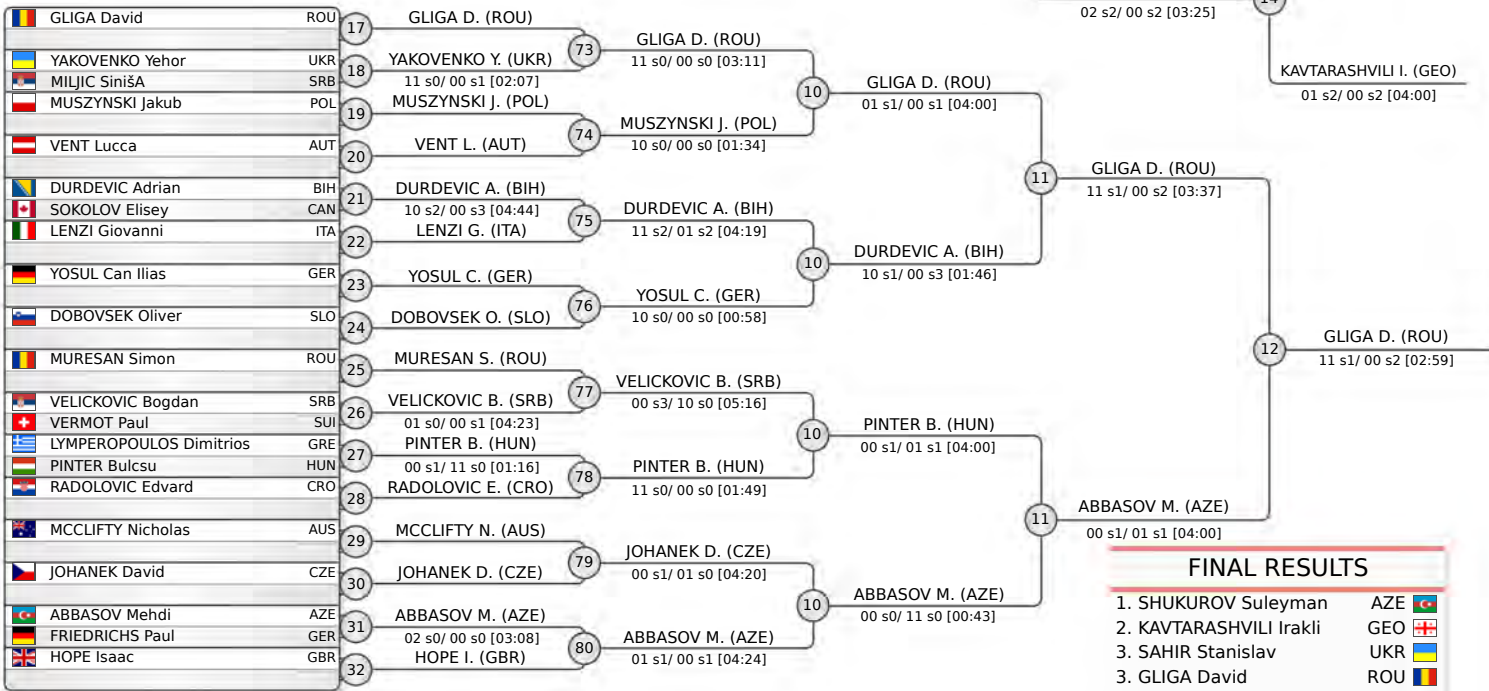 GLIGA David ROU
YAKOVENKO Yehor UKR
MILJIC SinišA SRB
MUSZYNSKI Jakub POL
VENT Lucca AUT
DURDEVIC Adrian BIH
SOKOLOV Elisey CAN
LENZI Giovanni ITA
YOSUL Can Ilias GER
DOBOVSEK Oliver SLO
MURESAN Simon ROU
VELICKOVIC Bogdan SRB
VERMOT Paul SUI
LYMPEROPOULOS Dimitrios GRE
PINTER Bulcsu HUN
RADOLOVIC Edvard CRO
MCCLIFTY Nicholas AUS
JOHANEK David CZE
ABBASOV Mehdi AZE
FRIEDRICHS Paul GER
HOPE Isaac GBR
17
18
19
20
21
22
23
24
25
26
27
28
29
30
31
32
GLIGA D. (ROU)
YAKOVENKO Y. (UKR)
11 s0/ 00 s1 [02:07]
MUSZYNSKI J. (POL)
VENT L. (AUT)
DURDEVIC A. (BIH)
10 s2/ 00 s3 [04:44]
LENZI G. (ITA)
YOSUL C. (GER)
DOBOVSEK O. (SLO)
MURESAN S. (ROU)
VELICKOVIC B. (SRB)
01 s0/ 00 s1 [04:23]
PINTER B. (HUN)
00 s1/ 11 s0 [01:16]
RADOLOVIC E. (CRO)
MCCLIFTY N. (AUS)
JOHANEK D. (CZE)
ABBASOV M. (AZE)
02 s0/ 00 s0 [03:08]
HOPE I. (GBR)
73
74
75
76
77
78
79
80
GLIGA D. (ROU)
11 s0/ 00 s0 [03:11]
MUSZYNSKI J. (POL)
10 s0/ 00 s0 [01:34]
DURDEVIC A. (BIH)
11 s2/ 01 s2 [04:19]
YOSUL C. (GER)
10 s0/ 00 s0 [00:58]
VELICKOVIC B. (SRB)
00 s3/ 10 s0 [05:16]
PINTER B. (HUN)
11 s0/ 00 s0 [01:49]
JOHANEK D. (CZE)
00 s1/ 01 s0 [04:20]
ABBASOV M. (AZE)
01 s1/ 00 s1 [04:24]
10
10
10
10
GLIGA D. (ROU)
01 s1/ 00 s1 [04:00]
DURDEVIC A. (BIH)
10 s1/ 00 s3 [01:46]
PINTER B. (HUN)
00 s1/ 01 s1 [04:00]
ABBASOV M. (AZE)
00 s0/ 11 s0 [00:43]
11
11
GLIGA D. (ROU)
11 s1/ 00 s2 [03:37]
ABBASOV M. (AZE)
00 s1/ 01 s1 [04:00]
12
GLIGA D. (ROU)
11 s1/ 00 s2 [02:59]
02 s2/ 00 s2 [03:25]
14
KAVTARASHVILI I. (GEO)
01 s2/ 00 s2 [04:00]
FINAL RESULTS
1. SHUKUROV Suleyman AZE
2. KAVTARASHVILI Irakli GEO
3. SAHIR Stanislav UKR
3. GLIGA David ROU